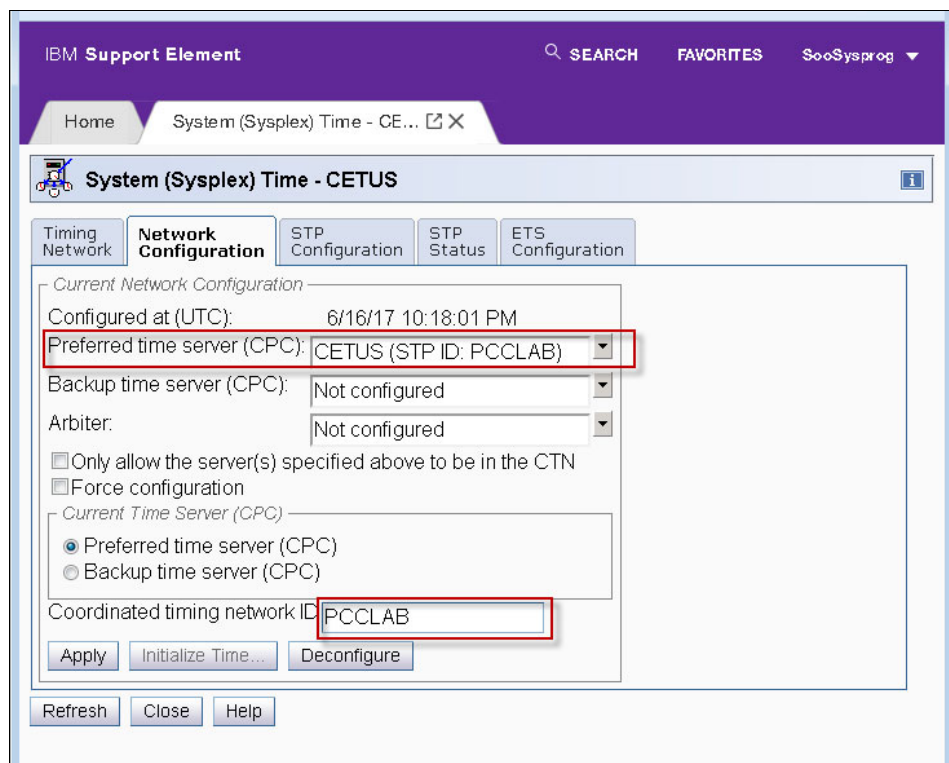 IBM Support Element SEARCH FAVORITES SooSysprog
Home System (Sysplex) Time - CE...
System (Sysplex) Time - CETUS
Timing Network Network Configuration STP Configuration STP Status ETS Configuration
Current Network Configuration
Configured at (UTC): 6/16/17 10:18:01 PM
Preferred time server (CPC): CETUS (STP ID: PCCLAB)
Backup time server (CPC): Not configured
Arbiter: Not configured
Only allow the server(s) specified above to be in the CTN
Force configuration
Current Time Server (CPC)
Preferred time server (CPC)
Backup time server (CPC)
Coordinated timing network ID PCCLAB
Apply Initialize Time... Deconfigure
Refresh Close Help